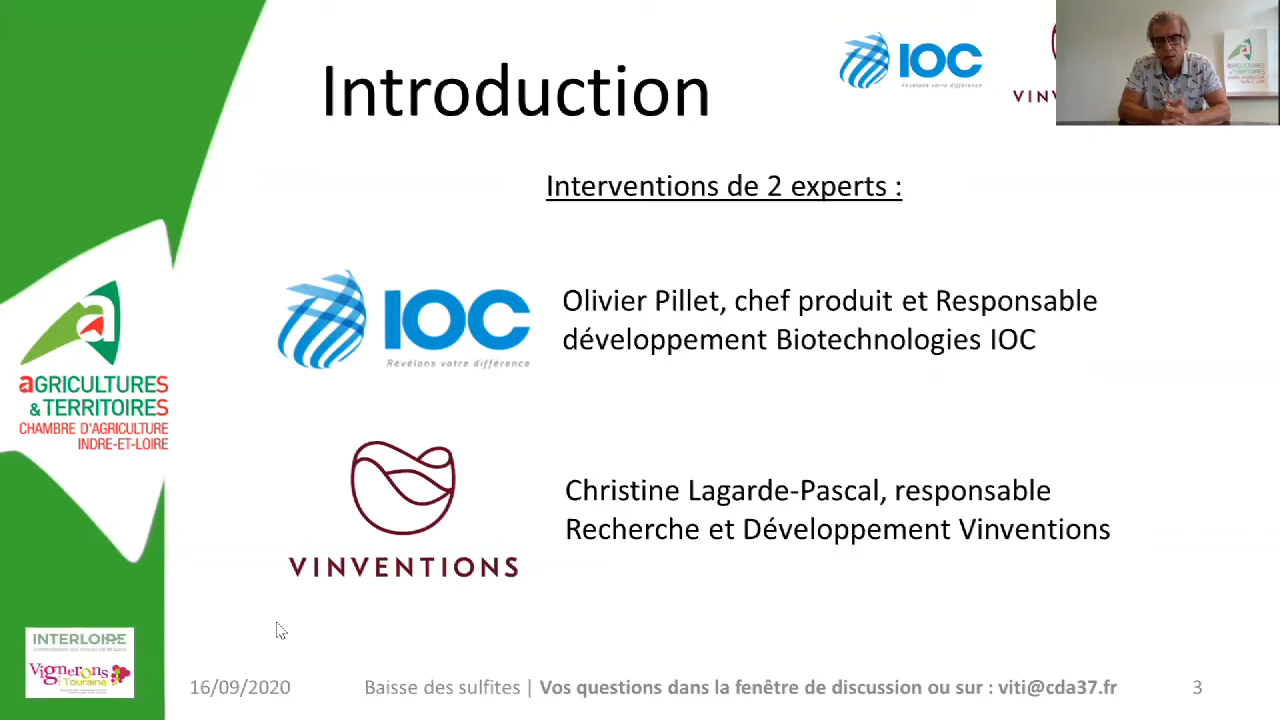 Introduction
IOC
Révélons votre différence
Interventions de 2 experts :
IOC
Révélons votre différence
Olivier Pillet, chef produit et Responsable
développement Biotechnologies IOC
aGRICULTURES
& TERRITOIRES
CHAMBRE D'AGRICULTURE
INDRE-ET-LOIRE
VINVENTIONS
Christine Lagarde-Pascal, responsable
Recherche et Développement Vinventions
INTERLOIRE
Vignerons
Touraine
16/09/2020
Baisse des sulfites | Vos questions dans la fenêtre de discussion ou sur : viti@cda37.fr
3